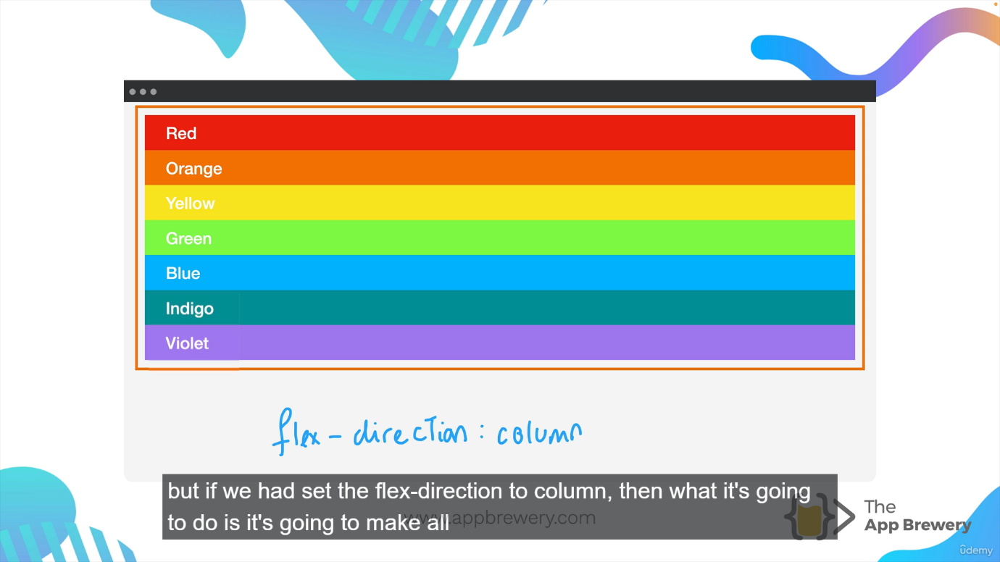 Red
Orange
Yellow
Green
Blue
Indigo
Violet
flex-direction: column
but if we had set the flex-direction to column, then what it's going
to do is it's going to make all
www.appbrewery.com
The
App Brewery
ûdemy